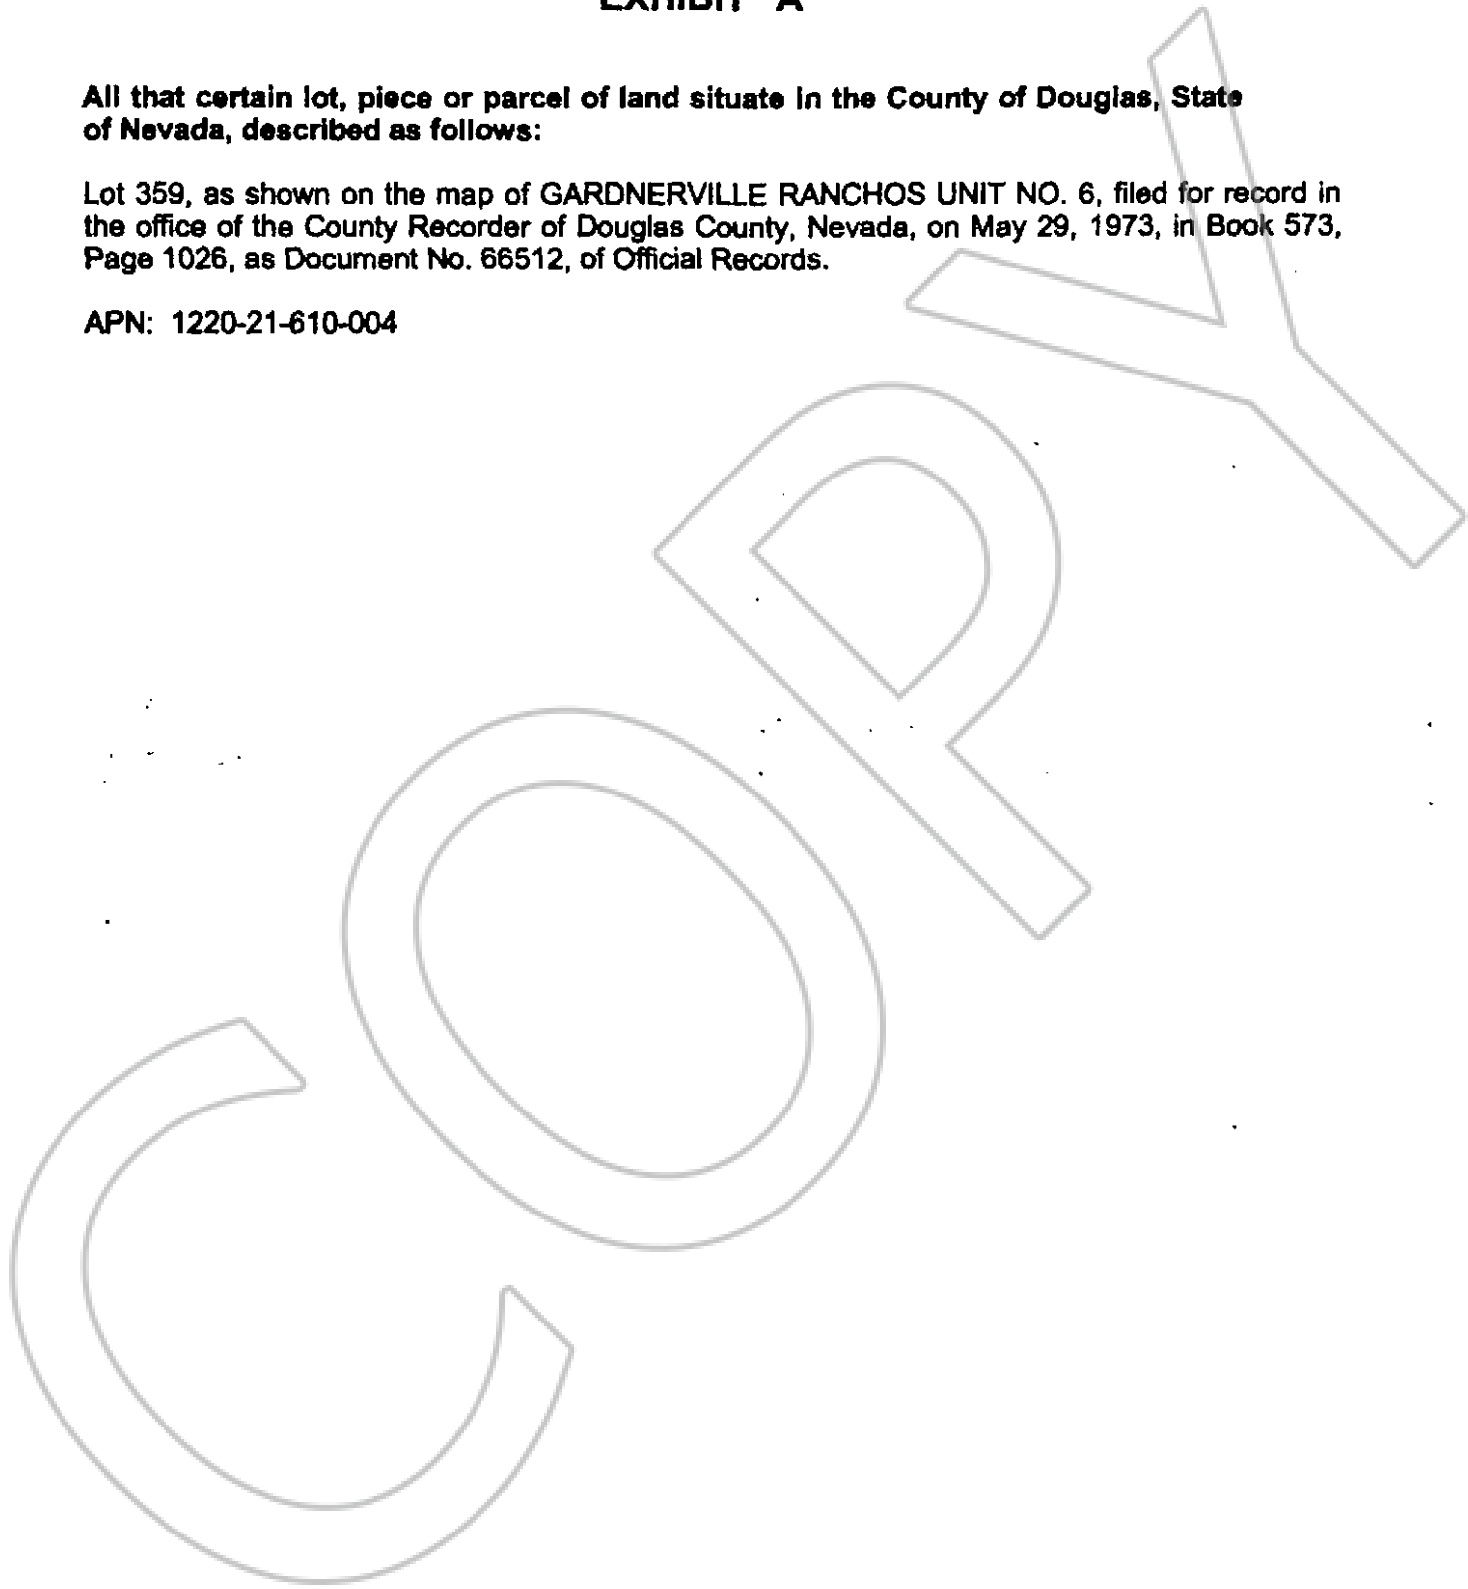 EXHIBIT "A"
All that certain lot, piece or parcel of land situate in the County of Douglas, State
of Nevada, described as follows:
Lot 359, as shown on the map of GARDNERVILLE RANCHOS UNIT NO. 6, filed for record in
the office of the County Recorder of Douglas County, Nevada, on May 29, 1973, in Book 573,
Page 1026, as Document No. 66512, of Official Records.
APN: 1220-21-610-004
COPY